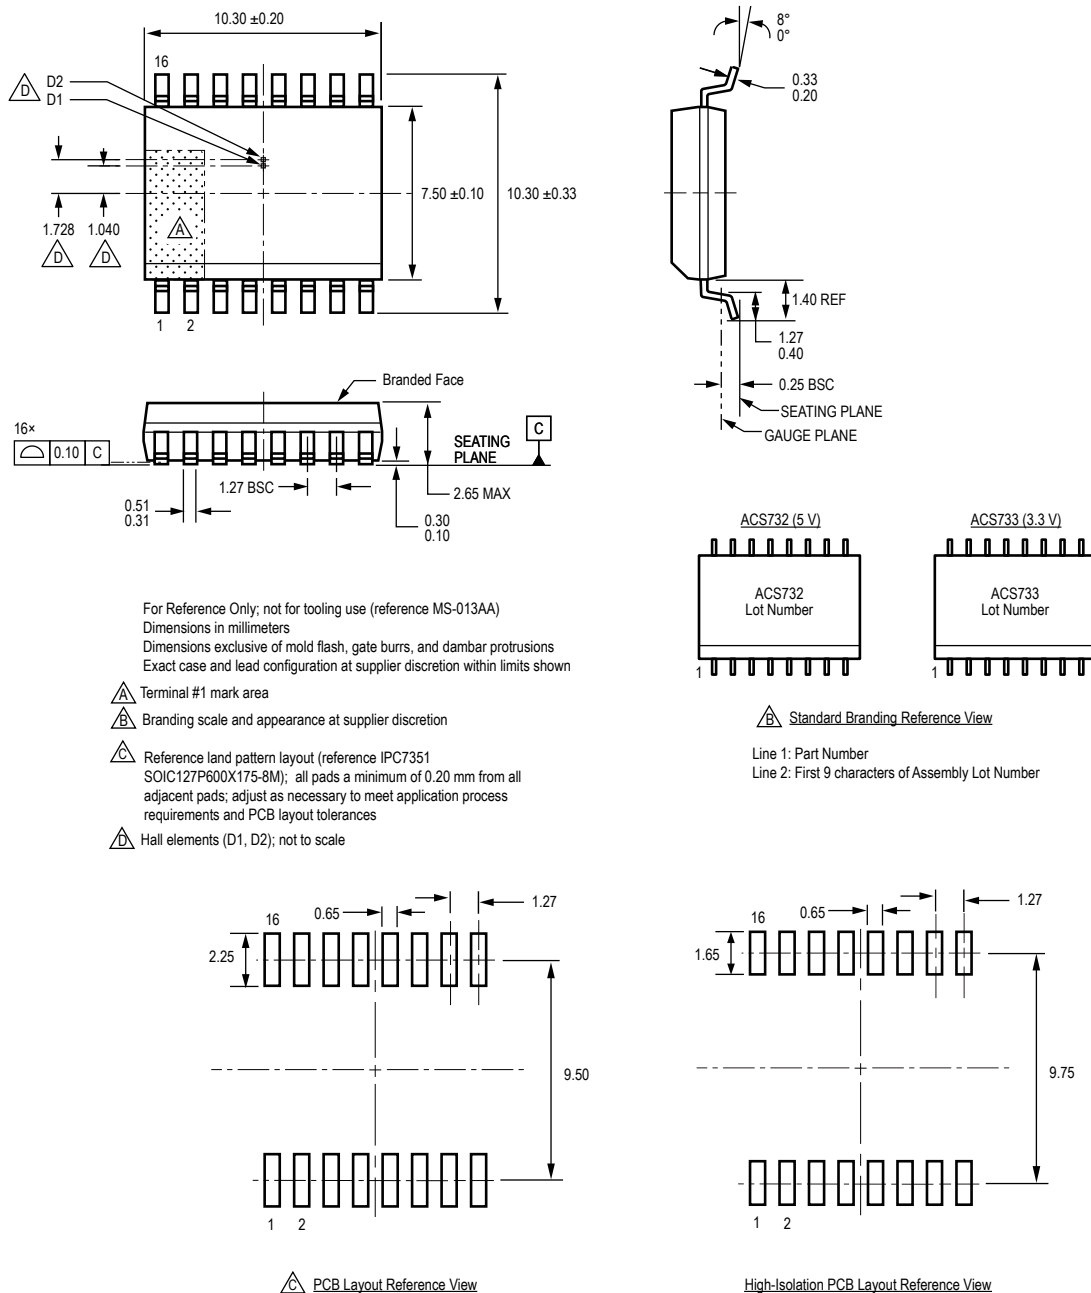 10.30 ±0.20
16
D
D2
D1
1.728
D
1.040
D
A
7.50 ±0.10
10.30 ±0.33
1 2
8°
0°
0.33
0.20
1.40 REF
1.27
0.40
0.25 BSC
SEATING PLANE
GAUGE PLANE
Branded Face
16×
0.10 C
SEATING
PLANE
C
1.27 BSC
2.65 MAX
0.51
0.31
0.30
0.10
ACS732 (5 V)
ACS732
Lot Number
1
ACS733 (3.3 V)
ACS733
Lot Number
1
B Standard Branding Reference View
Line 1: Part Number
Line 2: First 9 characters of Assembly Lot Number
For Reference Only; not for tooling use (reference MS-013AA)
Dimensions in millimeters
Dimensions exclusive of mold flash, gate burrs, and dambar protrusions
Exact case and lead configuration at supplier discretion within limits shown
A Terminal #1 mark area
B Branding scale and appearance at supplier discretion
C Reference land pattern layout (reference IPC7351
SOIC127P600X175-8M); all pads a minimum of 0.20 mm from all
adjacent pads; adjust as necessary to meet application process
requirements and PCB layout tolerances
D Hall elements (D1, D2); not to scale
16
0.65
1.27
2.25
9.50
1 2
C PCB Layout Reference View
16
0.65
1.27
1.65
9.75
1 2
High-Isolation PCB Layout Reference View